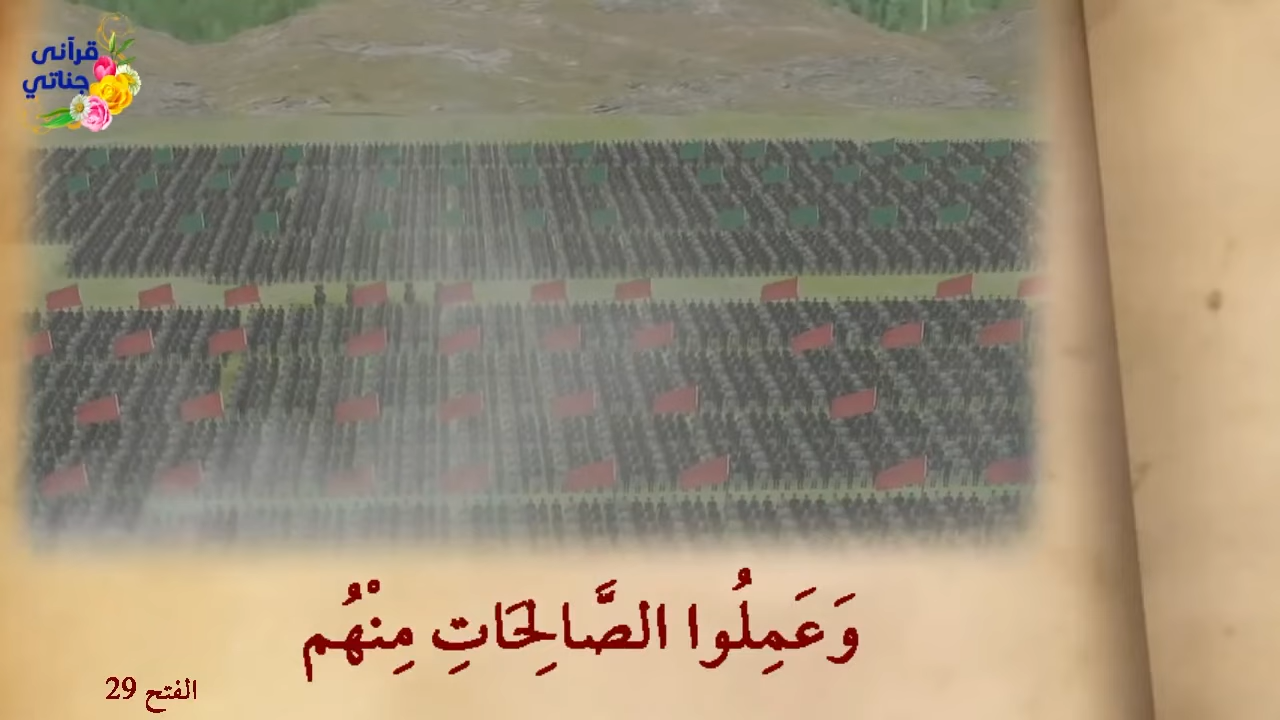 قرآنى
جناتي
وَعَمِلُوا الصَّالِحَاتِ مِنْهُم
الفتح 29